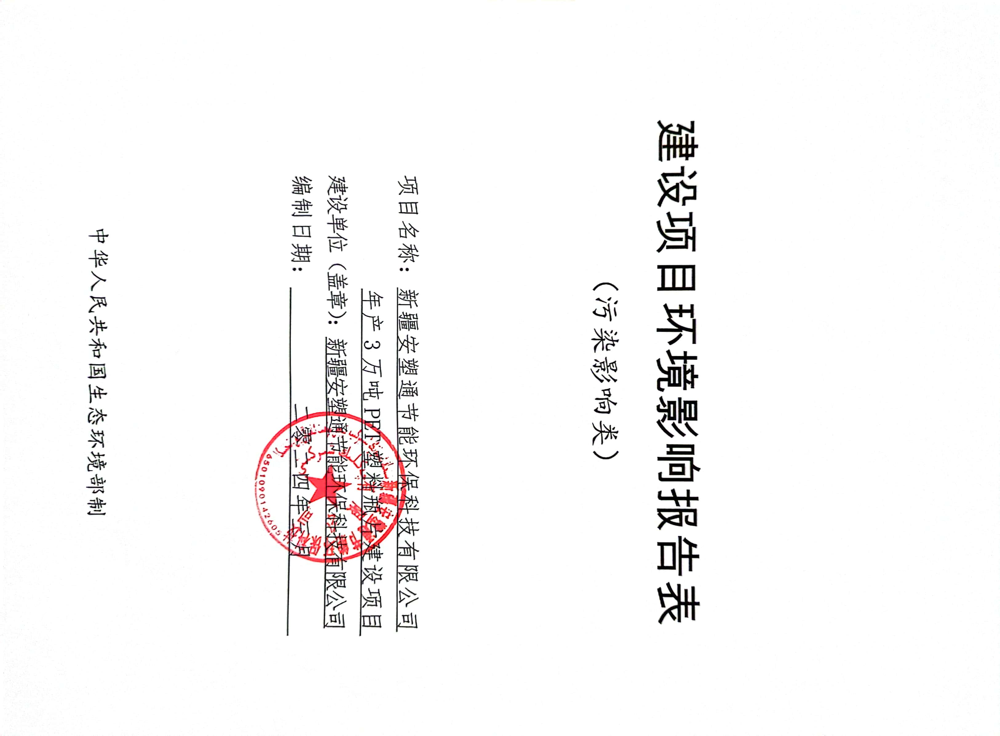 建设项目环境影响报告表
（污染影响类）
项目名称：新疆安塑通节能环保科技有限公司
年产3万吨PET塑料瓶片建设项目
建设单位（盖章）：新疆安塑通节能环保科技有限公司
编制日期：二零二四年三月
6501090142605
中华人民共和国生态环境部制